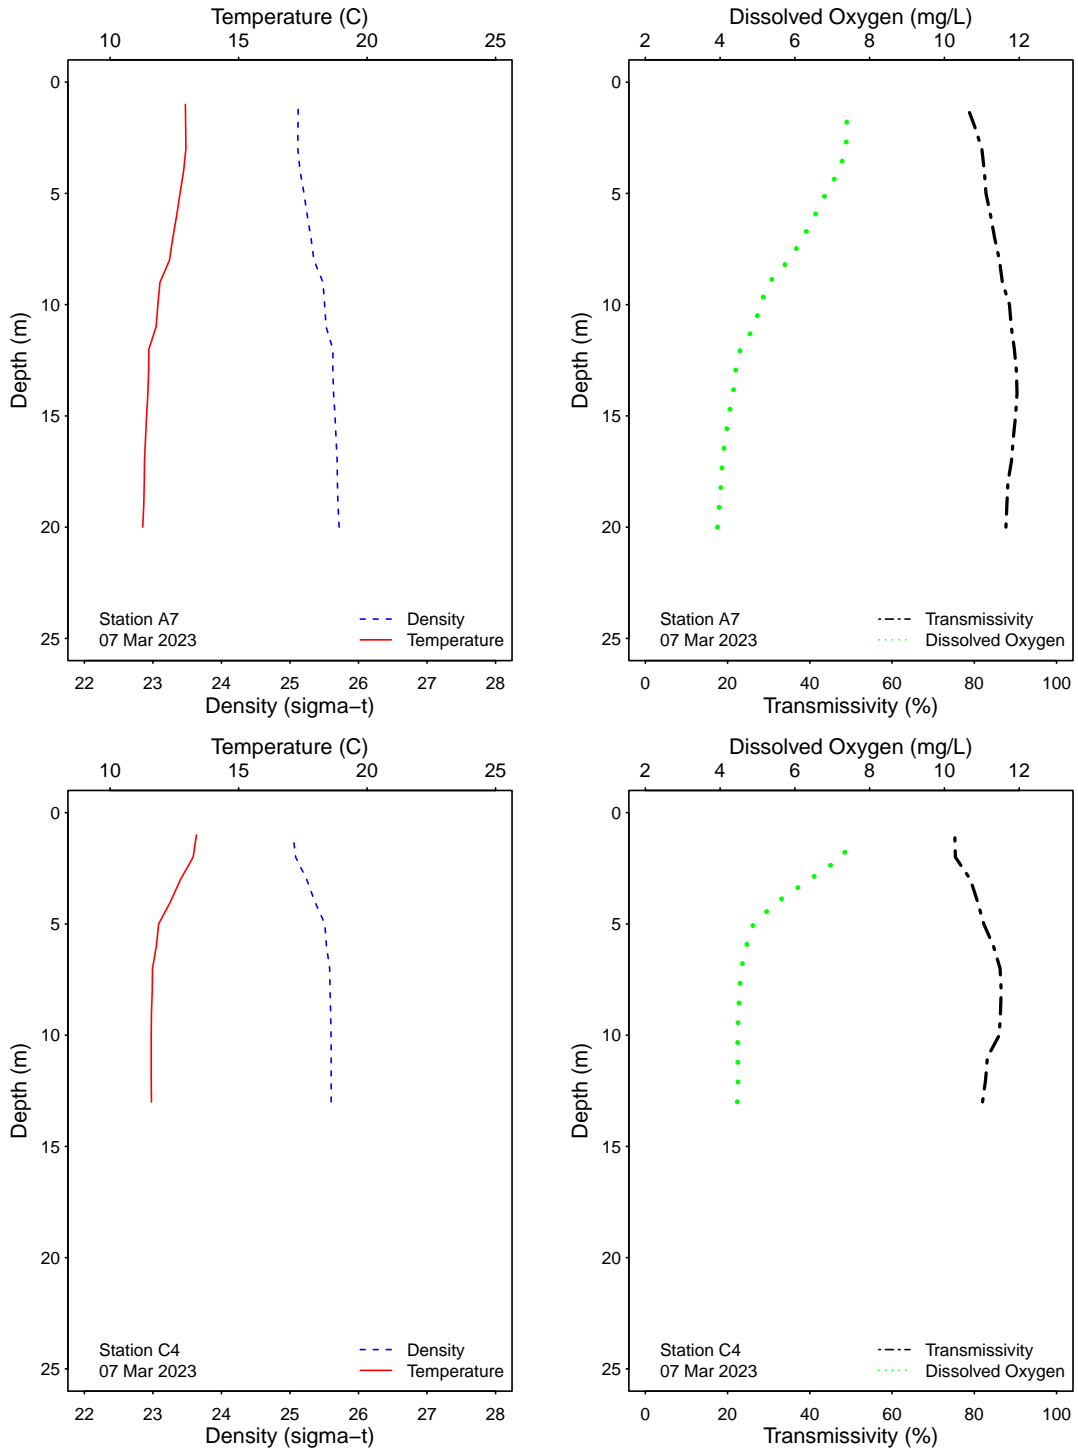 Temperature (C)
10 15 20 25
0
5
10
15
20
25
Depth (m)
Station A7
07 Mar 2023
Density
Temperature
22 23 24 25 26 27 28
Density (sigma−t)
Dissolved Oxygen (mg/L)
2 4 6 8 10 12
0
5
10
15
20
25
Depth (m)
Station A7
07 Mar 2023
Transmissivity
Dissolved Oxygen
0 20 40 60 80 100
Transmissivity (%)
Temperature (C)
10 15 20 25
0
5
10
15
20
25
Depth (m)
Station C4
07 Mar 2023
Density
Temperature
22 23 24 25 26 27 28
Density (sigma−t)
Dissolved Oxygen (mg/L)
2 4 6 8 10 12
0
5
10
15
20
25
Depth (m)
Station C4
07 Mar 2023
Transmissivity
Dissolved Oxygen
0 20 40 60 80 100
Transmissivity (%)